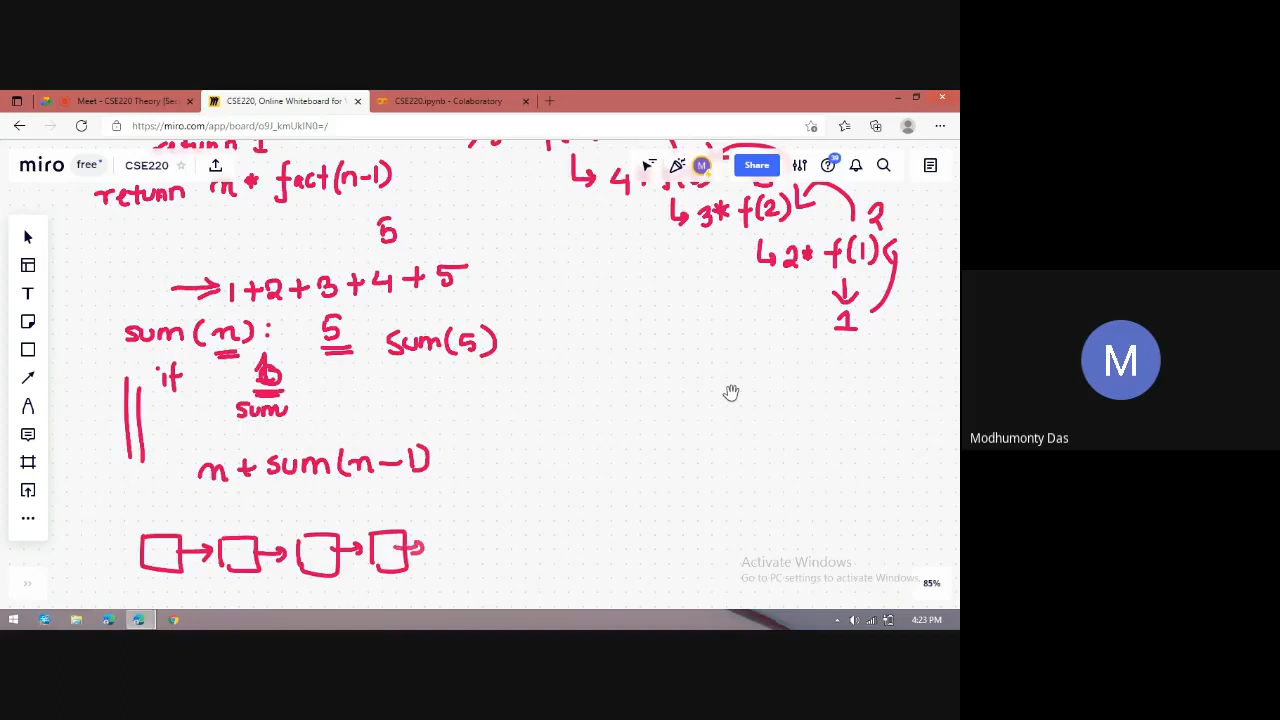 Meet - CSE220 Theory [Sec
CSE220, Online Whiteboard for
CSE220.ipynb - Colaboratory
https://miro.com/app/board/o9J_kmUkIN0=/
return 1
miro free CSE220
Share
return n * fact(n-1)
3* f(2)
2
5
2* f(1)
1+2+3+4+5
1
sum(n): 5 sum(5)
if
sum
n + sum(n-1)
M
Modhumonty Das
Activate Windows
Go to PC settings to activate Windows.
85%
4:23 PM